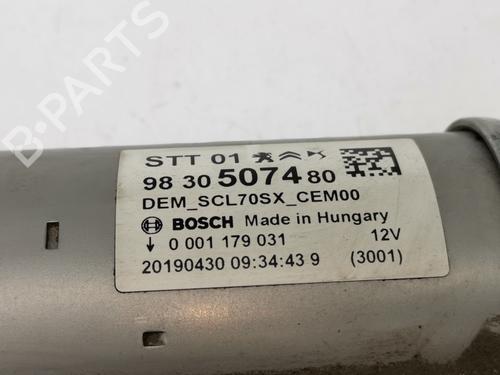 STT 01
98 30 5074 80
DEM_SCL70SX_CEM00
BOSCH Made in Hungary
↓ 0 001 179 031 12V
20190430 09:34:43 9 (3001)
B-PARTS